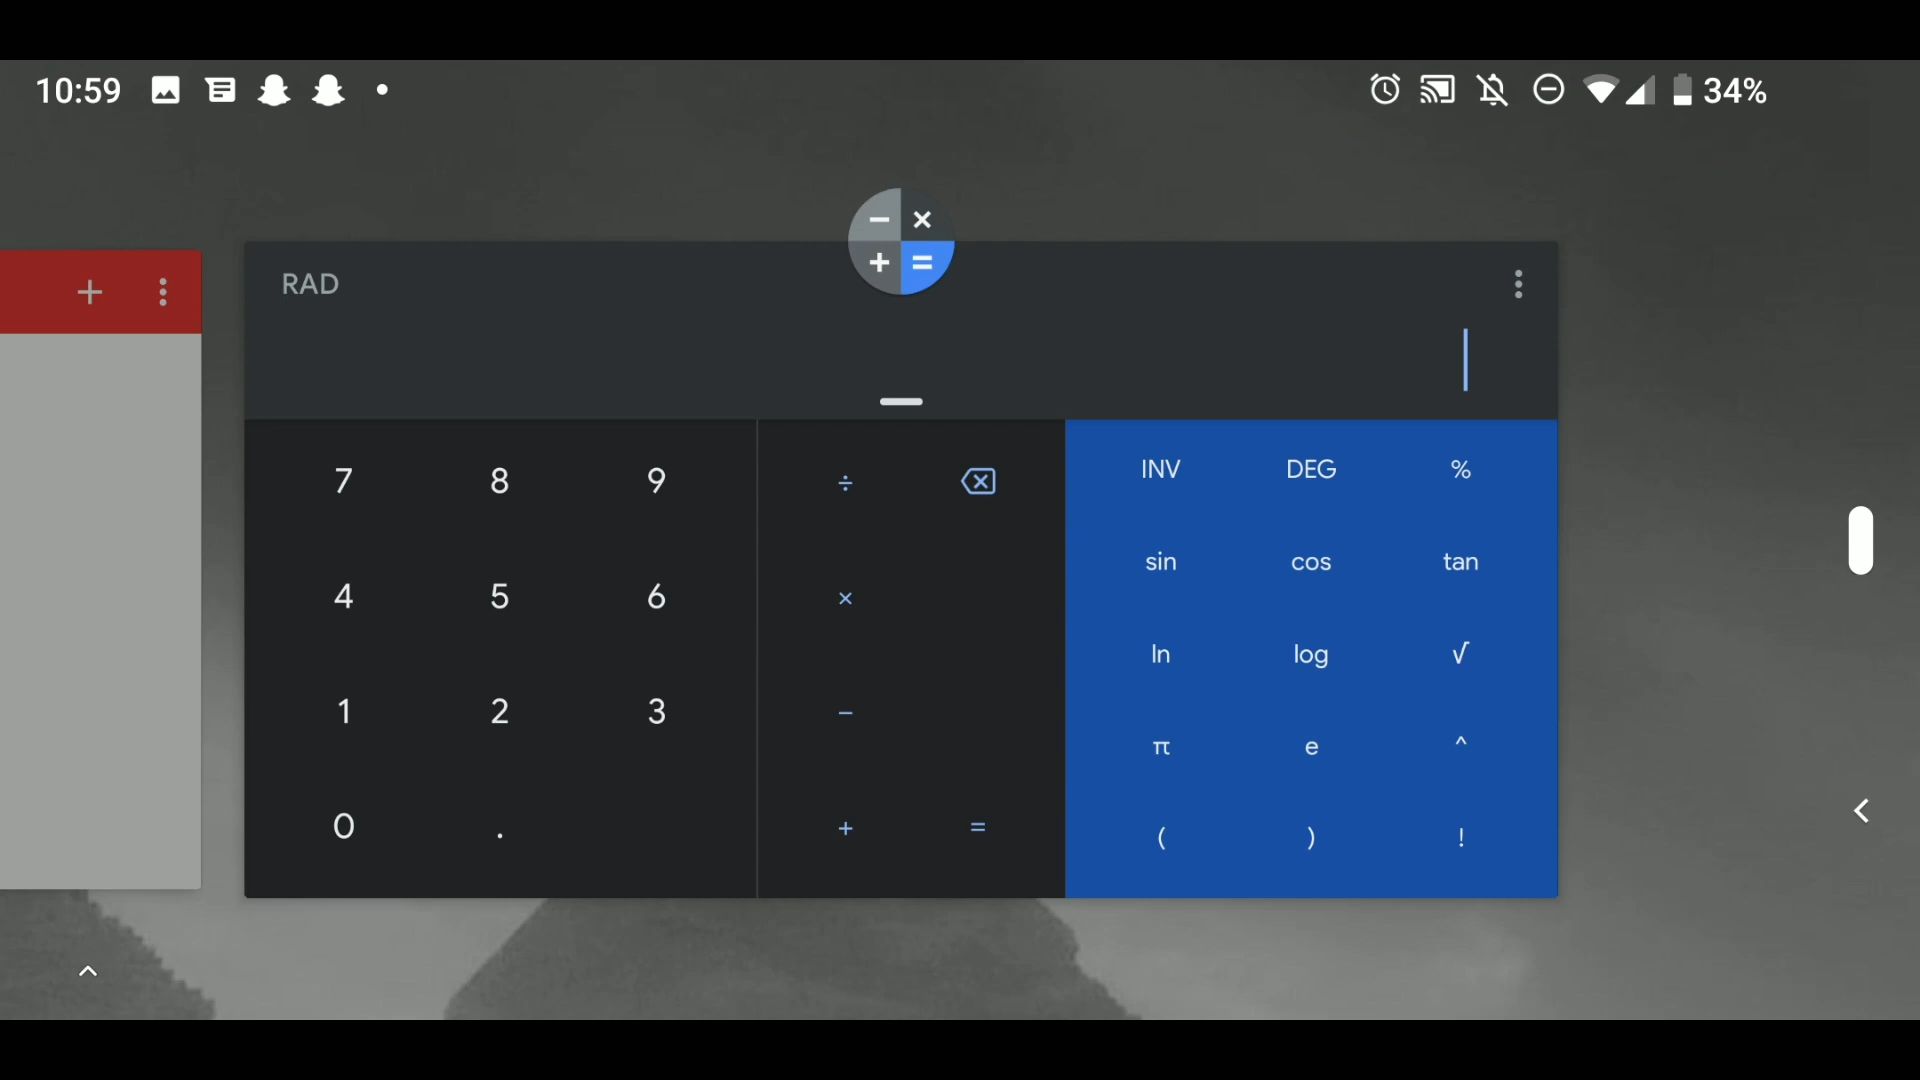 10:59 34%
RAD
7 8 9 ÷ INV DEG %
4 5 6 × sin cos tan
1 2 3 − ln log √
π e ^
0 . + = ( ) !